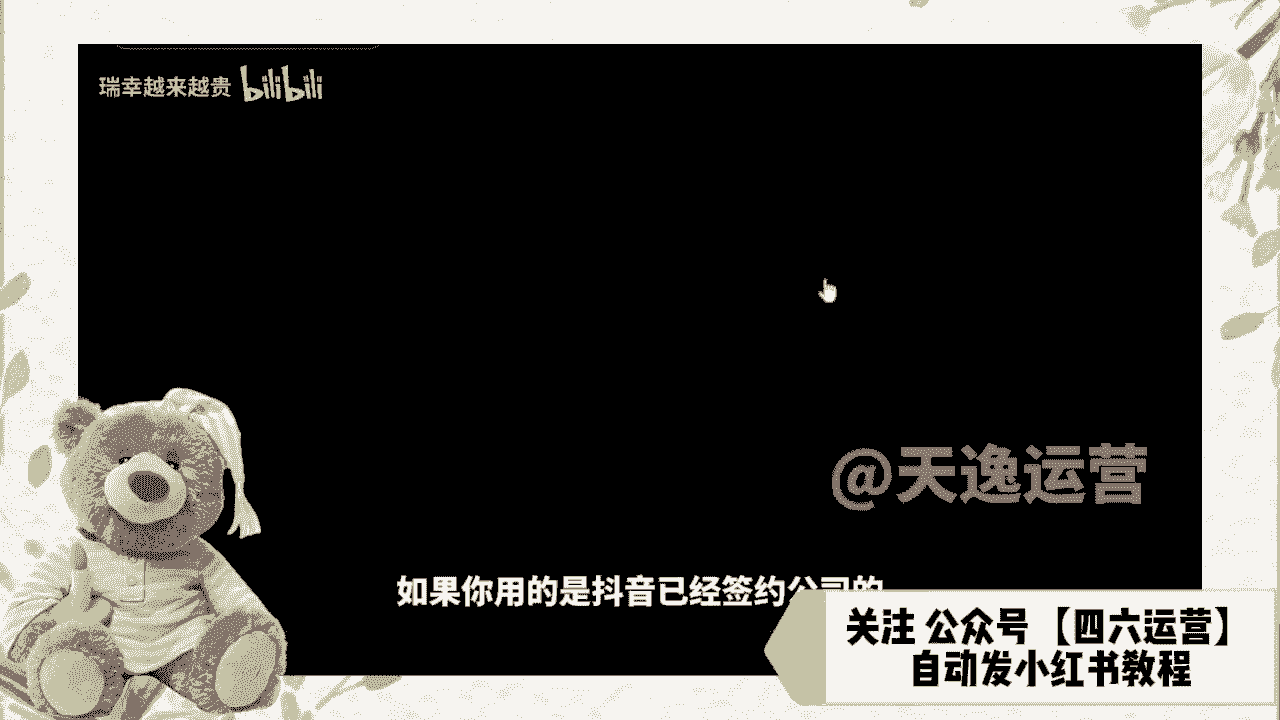 瑞幸越来越贵 bilibili
@天逸运营
如果你用的是抖音已经签约公司的
关注 公众号 【四六运营】
自动发小红书教程